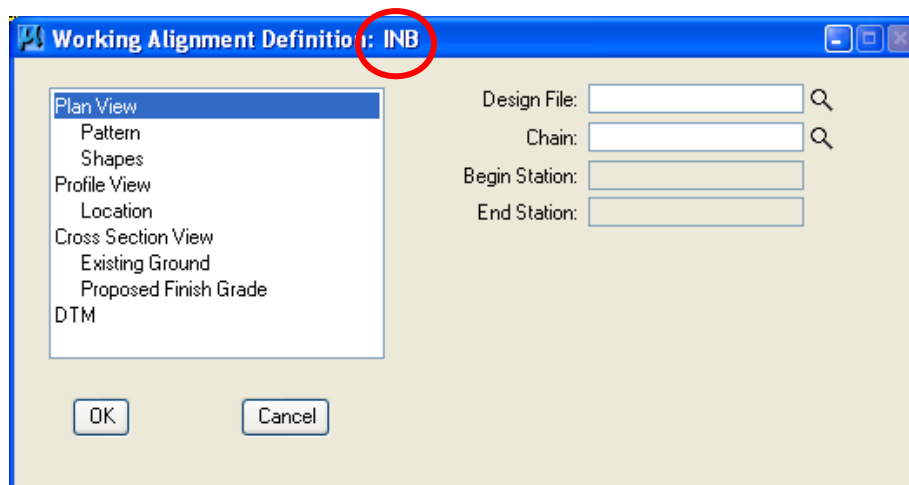 Working Alignment Definition: INB
Plan View
Pattern
Shapes
Profile View
Location
Cross Section View
Existing Ground
Proposed Finish Grade
DTM
Design File:
Chain:
Begin Station:
End Station:
OK
Cancel